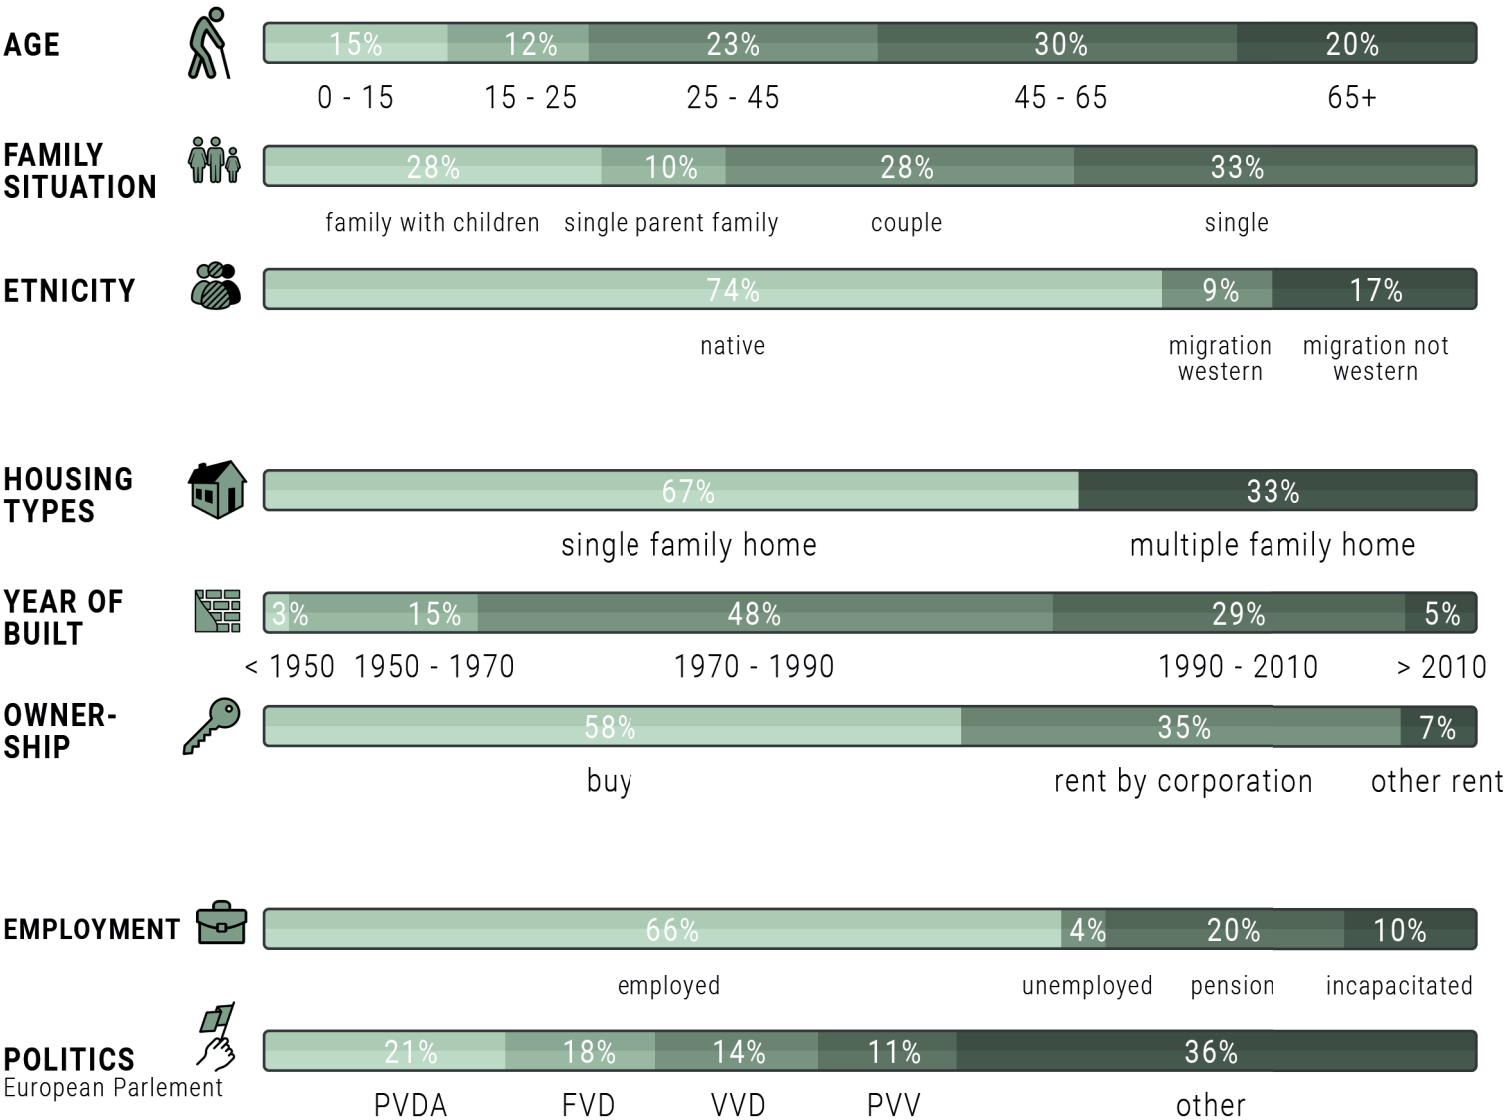 AGE
15% 12% 23% 30% 20%
0 - 15 15 - 25 25 - 45 45 - 65 65+
FAMILY
SITUATION
28% 10% 28% 33%
family with children single parent family couple single
ETNICITY
74% 9% 17%
native migration migration not
western western
HOUSING
TYPES
67% 33%
single family home multiple family home
YEAR OF
BUILT
3% 15% 48% 29% 5%
< 1950 1950 - 1970 1970 - 1990 1990 - 2010 > 2010
OWNER-
SHIP
58% 35% 7%
buy rent by corporation other rent
EMPLOYMENT
66% 4% 20% 10%
employed unemployed pension incapacitated
POLITICS
European Parlement
21% 18% 14% 11% 36%
PVDA FVD VVD PVV other